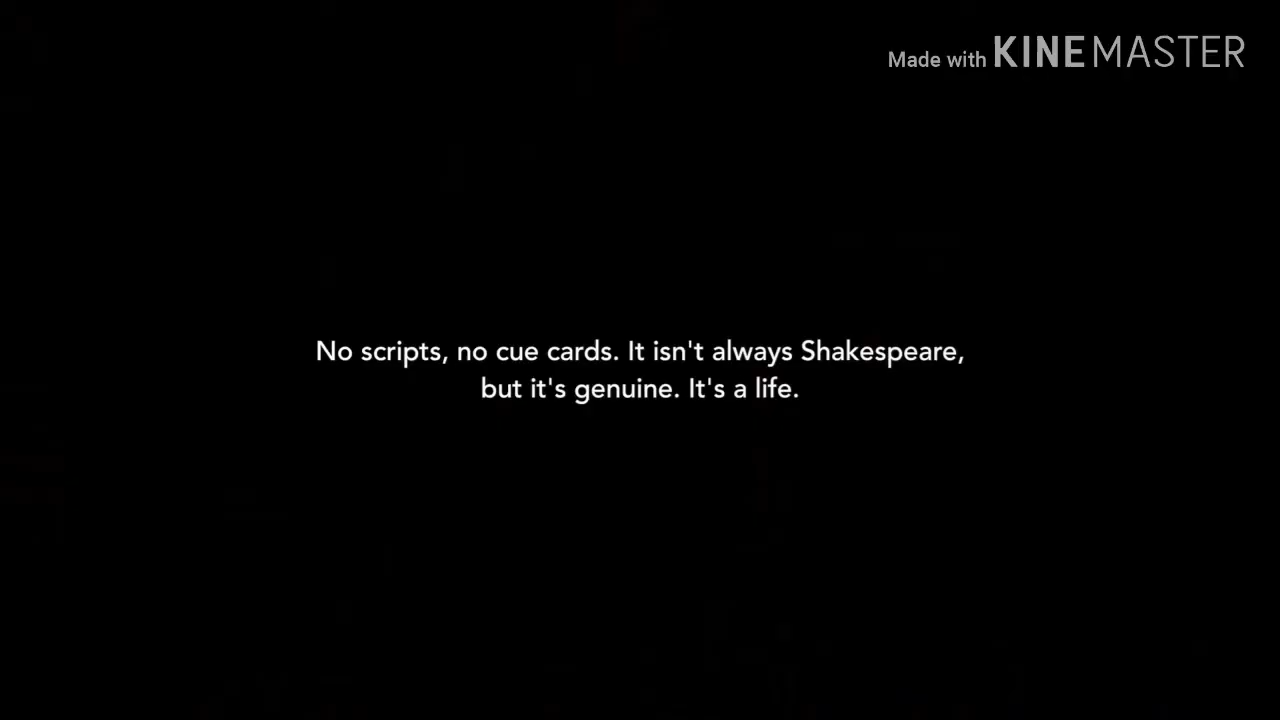 Made with KINEMASTER
No scripts, no cue cards. It isn't always Shakespeare,
but it's genuine. It's a life.